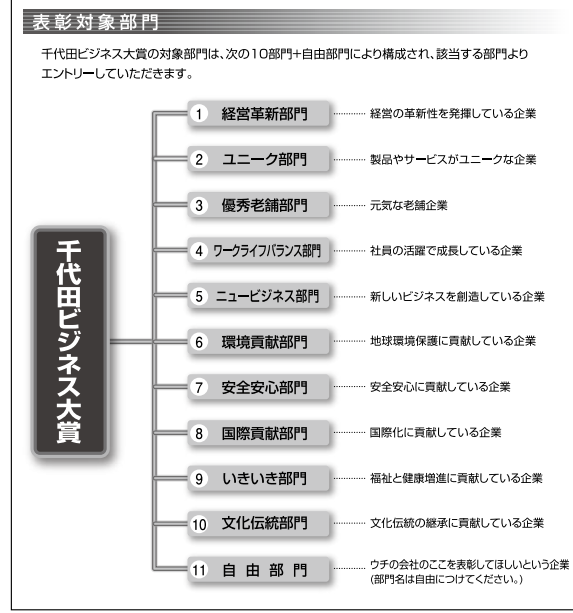 表彰対象部門
千代田ビジネス大賞の対象部門は、次の10部門+自由部門により構成され、該当する部門より
エントリーしていただきます。
千代田ビジネス大賞
1 経営革新部門 ………… 経営の革新性を発揮している企業
2 ユニーク部門 ………… 製品やサービスがユニークな企業
3 優秀老舗部門 ………… 元気な老舗企業
4 ワークライフバランス部門 ………… 社員の活躍で成長している企業
5 ニュービジネス部門 ………… 新しいビジネスを創造している企業
6 環境貢献部門 ………… 地球環境保護に貢献している企業
7 安全安心部門 ………… 安全安心に貢献している企業
8 国際貢献部門 ………… 国際化に貢献している企業
9 いきいき部門 ………… 福祉と健康増進に貢献している企業
10 文化伝統部門 ………… 文化伝統の継承に貢献している企業
11 自由部門 ………… ウチの会社のここを表彰してほしいという企業
(部門名は自由につけてください。)